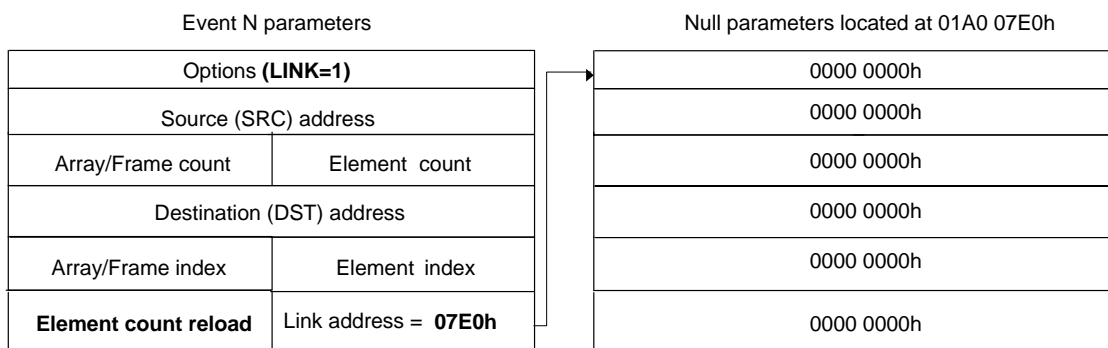 Event N parameters
Options (LINK=1)
Source (SRC) address
Array/Frame count
Element count
Destination (DST) address
Array/Frame index
Element index
Element count reload
Link address = 07E0h
Null parameters located at 01A0 07E0h
0000 0000h
0000 0000h
0000 0000h
0000 0000h
0000 0000h
0000 0000h